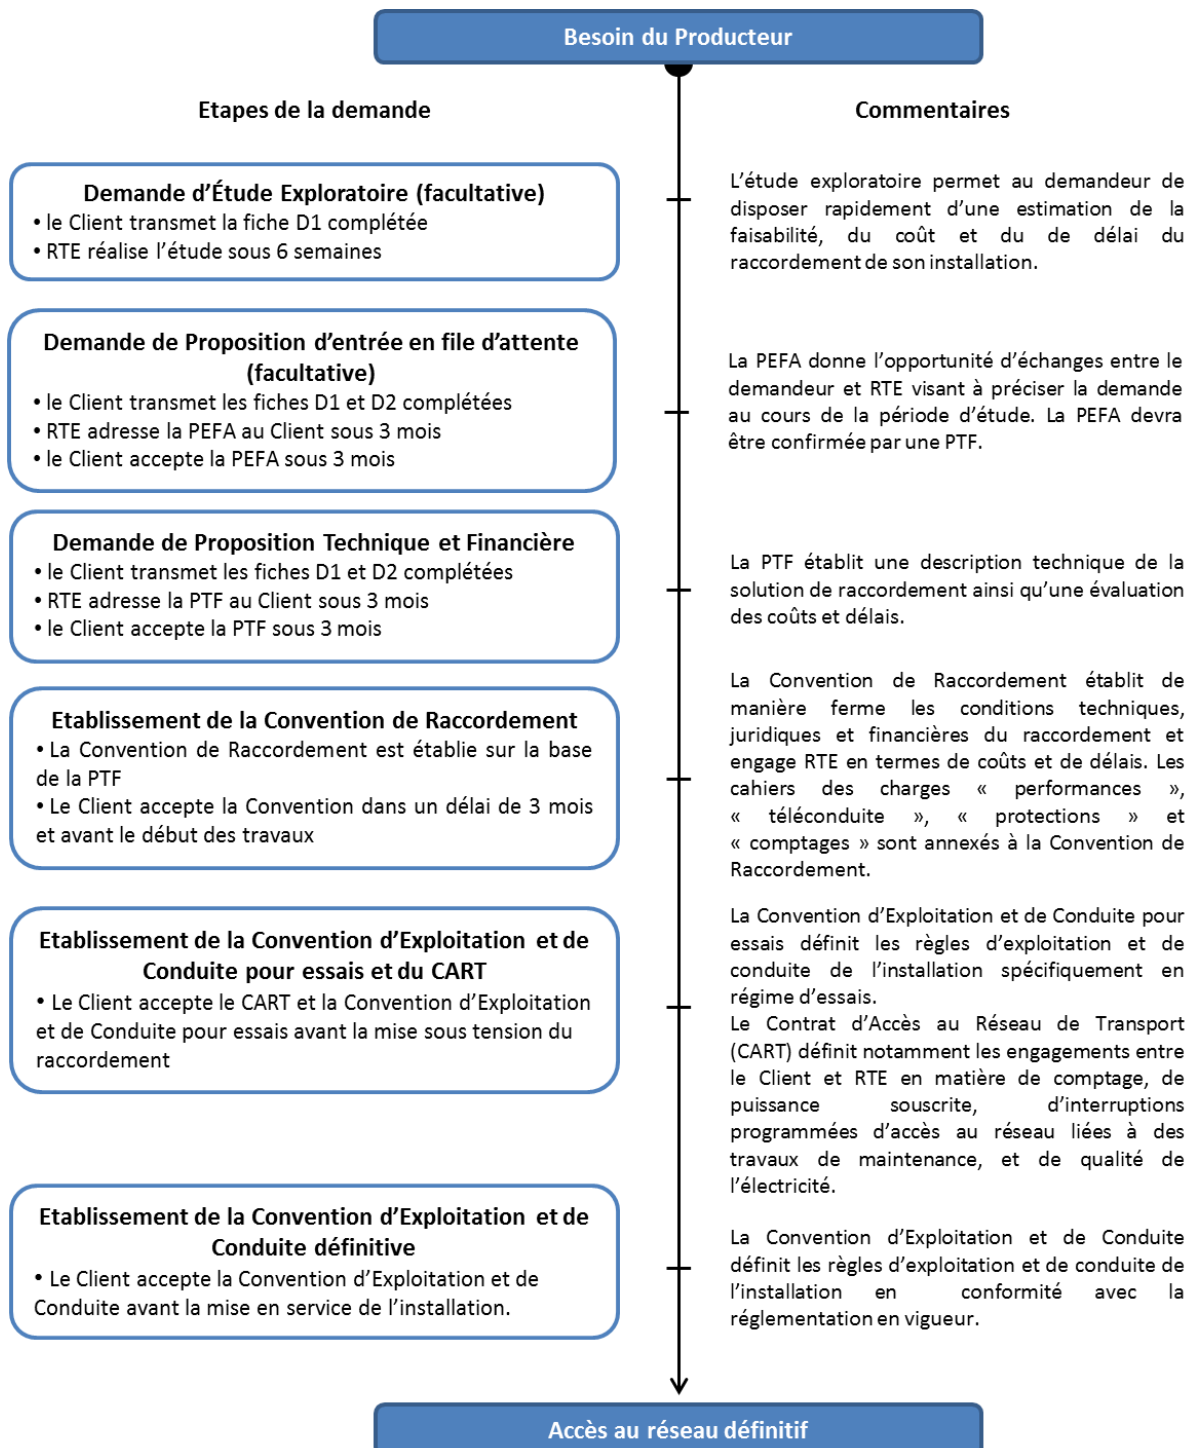 Besoin du Producteur
Etapes de la demande
Commentaires
Demande d'Étude Exploratoire (facultative)
• le Client transmet la fiche D1 complétée
• RTE réalise l'étude sous 6 semaines
L'étude exploratoire permet au demandeur de
disposer rapidement d'une estimation de la
faisabilité, du coût et du de délai du
raccordement de son installation.
Demande de Proposition d'entrée en file d'attente
(facultative)
• le Client transmet les fiches D1 et D2 complétées
• RTE adresse la PEFA au Client sous 3 mois
• le Client accepte la PEFA sous 3 mois
La PEFA donne l'opportunité d'échanges entre le
demandeur et RTE visant à préciser la demande
au cours de la période d'étude. La PEFA devra
être confirmée par une PTF.
Demande de Proposition Technique et Financière
• le Client transmet les fiches D1 et D2 complétées
• RTE adresse la PTF au Client sous 3 mois
• le Client accepte la PTF sous 3 mois
La PTF établit une description technique de la
solution de raccordement ainsi qu'une évaluation
des coûts et délais.
Etablissement de la Convention de Raccordement
• La Convention de Raccordement est établie sur la base
de la PTF
• Le Client accepte la Convention dans un délai de 3 mois
et avant le début des travaux
La Convention de Raccordement établit de
manière ferme les conditions techniques,
juridiques et financières du raccordement et
engage RTE en termes de coûts et de délais. Les
cahiers des charges « performances »,
« téléconduite », « protections » et
« comptages » sont annexés à la Convention de
Raccordement.
Etablissement de la Convention d'Exploitation et de
Conduite pour essais et du CART
• Le Client accepte le CART et la Convention d'Exploitation
et de Conduite pour essais avant la mise sous tension du
raccordement
La Convention d'Exploitation et de Conduite pour
essais définit les règles d'exploitation et de
conduite de l'installation spécifiquement en
régime d'essais.
Le Contrat d'Accès au Réseau de Transport
(CART) définit notamment les engagements entre
le Client et RTE en matière de comptage, de
puissance souscrite, d'interruptions
programmées d'accès au réseau liées à des
travaux de maintenance, et de qualité de
l'électricité.
Etablissement de la Convention d'Exploitation et de
Conduite définitive
• Le Client accepte la Convention d'Exploitation et de
Conduite avant la mise en service de l'installation.
La Convention d'Exploitation et de Conduite
définit les règles d'exploitation et de conduite de
l'installation en conformité avec la
réglementation en vigueur.
Accès au réseau définitif